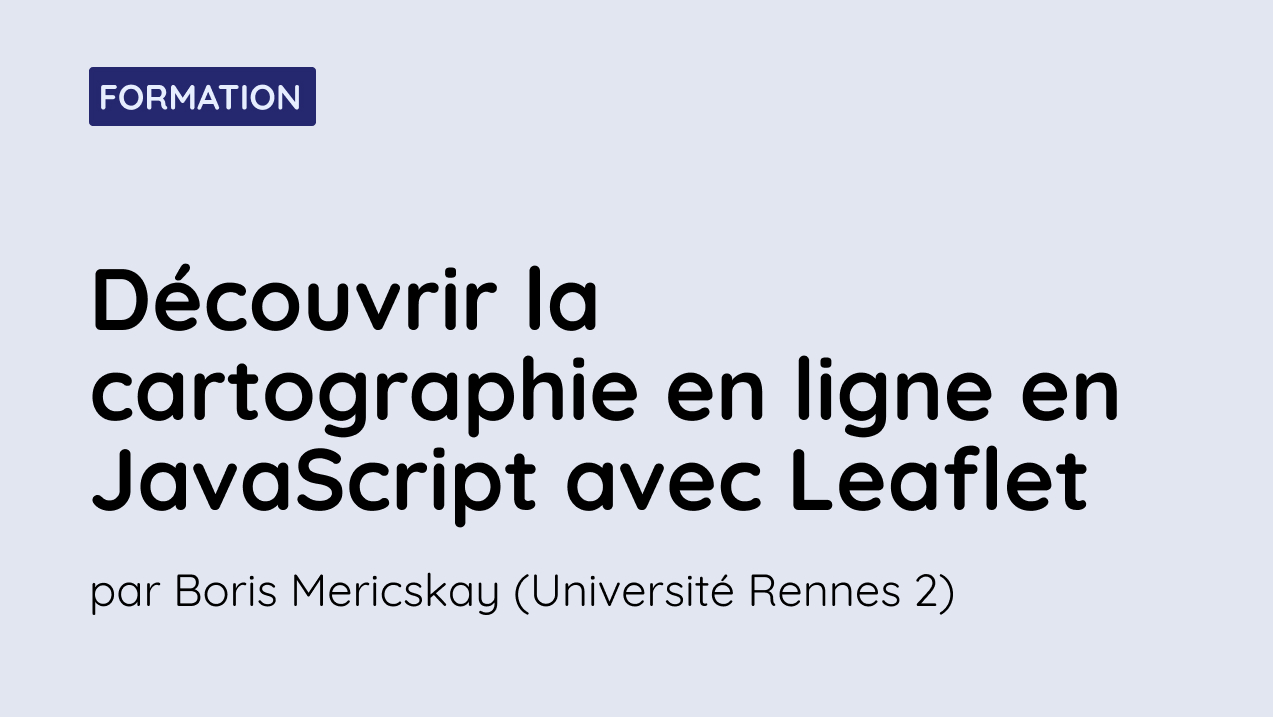 FORMATION
Découvrir la
cartographie en ligne en
JavaScript avec Leaflet
par Boris Mericskay (Université Rennes 2)